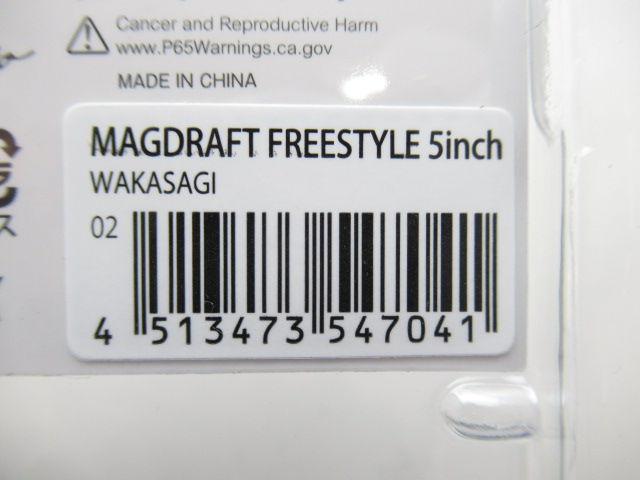 Cancer and Reproductive Harm
www.P65Warnings.ca.gov
MADE IN CHINA
MAGDRAFT FREESTYLE 5inch
WAKASAGI
02
4 513473 547041
ス